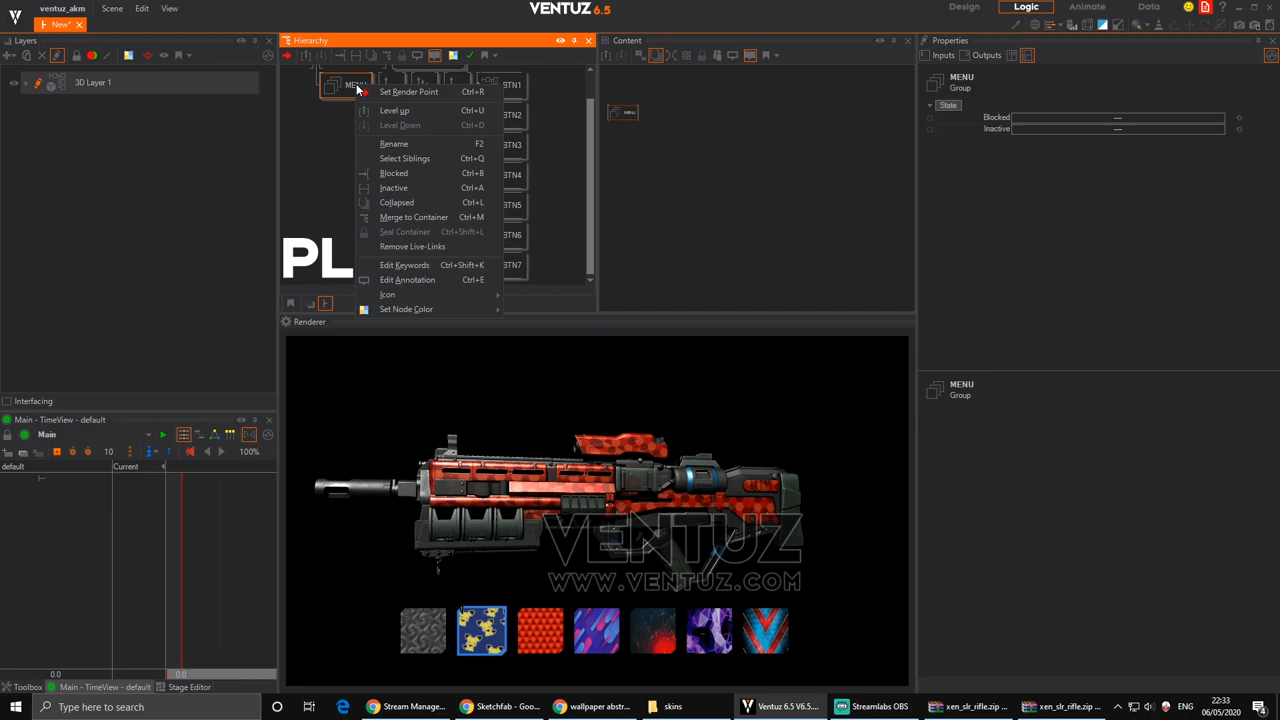 ventuz_akm
Scene
Edit
View
VENTUZ 6.5
Design
Logic
Animate
Data
New*
Layers
3D Layer 1
Hierarchy
MENU
BTN1
BTN2
BTN3
BTN4
BTN5
BTN6
BTN7
PL
Set Render Point Ctrl+R
Level up Ctrl+U
Level Down Ctrl+D
Rename F2
Select Siblings Ctrl+Q
Blocked Ctrl+B
Inactive Ctrl+A
Collapsed Ctrl+L
Merge to Container Ctrl+M
Seal Container Ctrl+Shift+L
Remove Live-Links
Edit Keywords Ctrl+Shift+K
Edit Annotation Ctrl+E
Icon
Set Node Color
Content
MENU
Properties
Inputs
Outputs
MENU
Group
State
Blocked
Inactive
MENU
Group
Renderer
VENTUZ
WWW.VENTUZ.COM
Interfacing
Main - TimeView - default
Main
10
100%
default
Current
0.0
0.0
Toolbox
Main - TimeView - default
Stage Editor
Type here to search
Stream Manage...
Sketchfab - Goo...
wallpaper abstr...
skins
Ventuz 6.5 V6.5....
Streamlabs OBS
xen_slr_rifle.zip)...
xen_slr_rifle.zip)...
22:33
06/05/2020